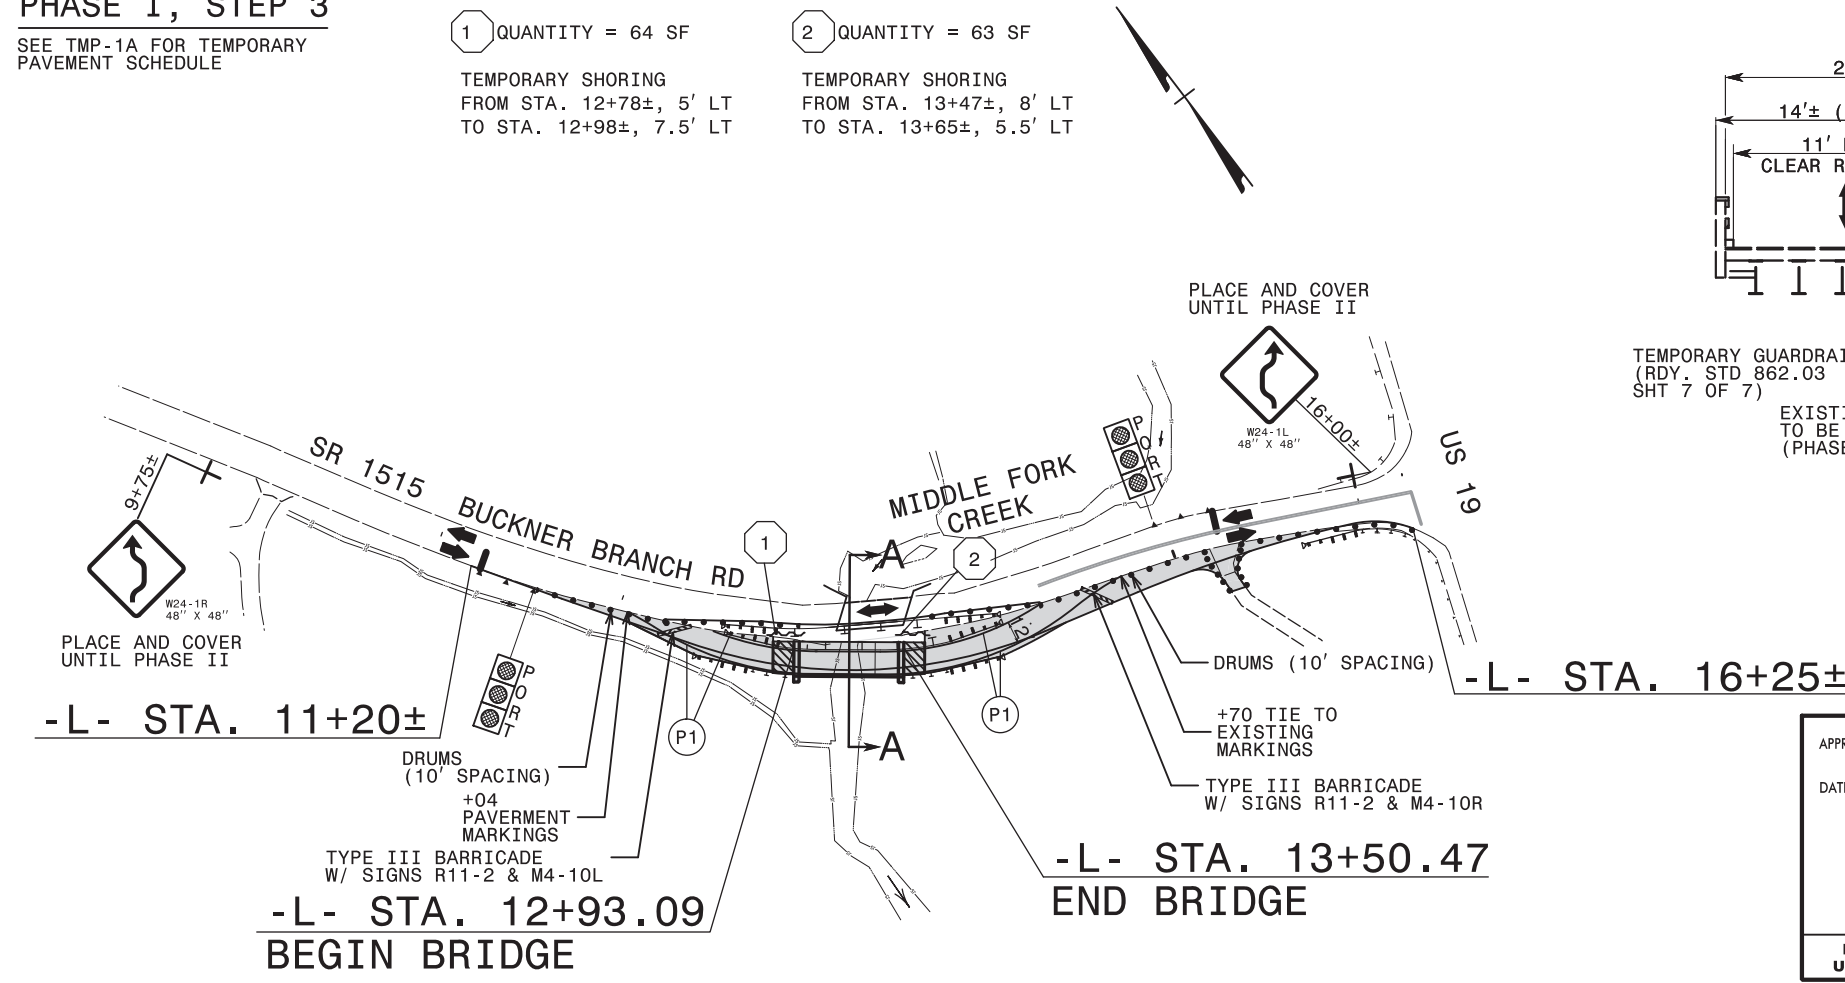 PHASE I, STEP 3
SEE TMP-1A FOR TEMPORARY
PAVEMENT SCHEDULE
1
QUANTITY = 64 SF
TEMPORARY SHORING
FROM STA. 12+78±, 5' LT
TO STA. 12+98±, 7.5' LT
2
QUANTITY = 63 SF
TEMPORARY SHORING
FROM STA. 13+47±, 8' LT
TO STA. 13+65±, 5.5' LT
2
14'± (
11'
CLEAR R
TEMPORARY GUARDRAI
(RDY. STD 862.03
SHT 7 OF 7)
EXISTI
TO BE
(PHASE
PLACE AND COVER
UNTIL PHASE II
W24-1L
48" X 48"
16+00±
US 19
PORT
MIDDLE FORK
CREEK
SR 1515 BUCKNER BRANCH RD
9+75±
W24-1R
48" X 48"
PLACE AND COVER
UNTIL PHASE II
1
2
A
A
12'
PORT
P1
P1
-L- STA. 11+20±
DRUMS
(10' SPACING)
+04
PAVERMENT
MARKINGS
TYPE III BARRICADE
W/ SIGNS R11-2 & M4-10L
-L- STA. 12+93.09
BEGIN BRIDGE
DRUMS (10' SPACING)
-L- STA. 16+25±
+70 TIE TO
EXISTING
MARKINGS
TYPE III BARRICADE
W/ SIGNS R11-2 & M4-10R
-L- STA. 13+50.47
END BRIDGE
APPR
DAT
U